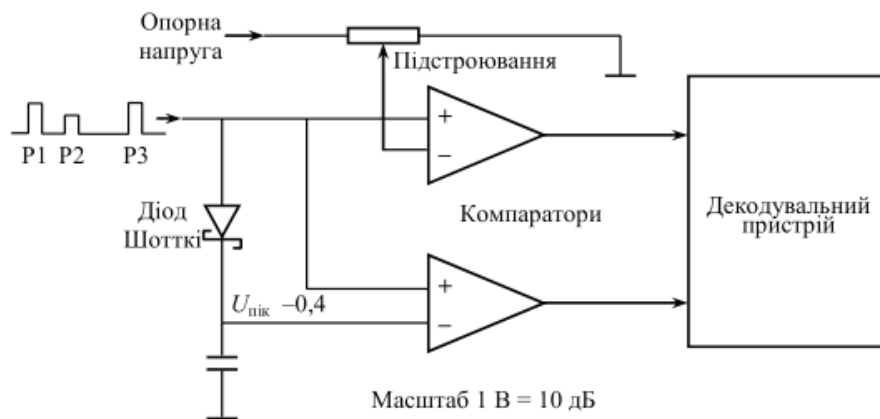 Опорна
напруга
Підстроювання
+
−
P1 P2 P3
Діод
Шотткі
Компаратори
Декодувальний
пристрій
+
−
Uпік −0,4
Масштаб 1 В = 10 дБ